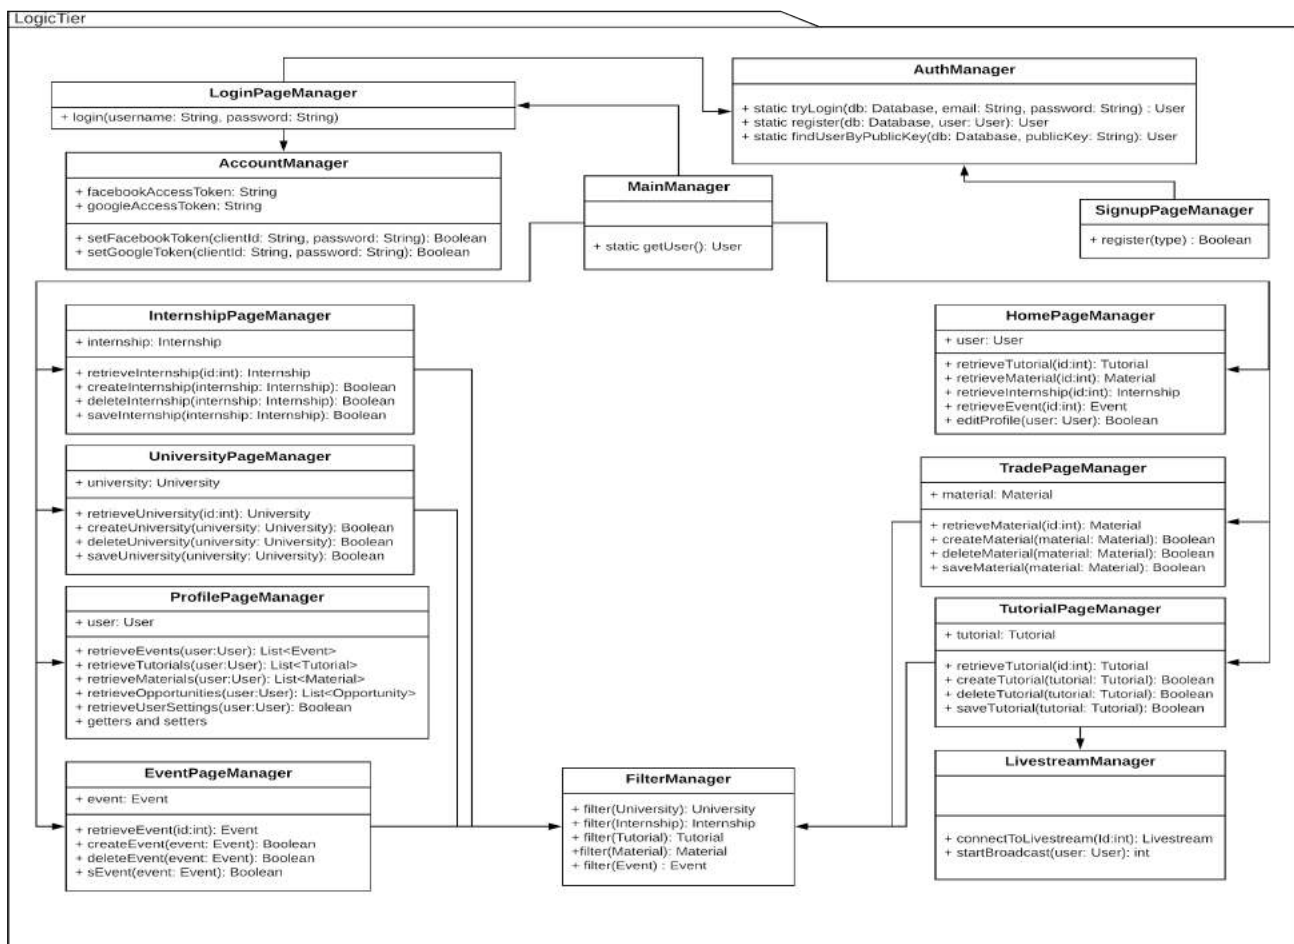 LogicTier
LoginPageManager
+ login(username: String, password: String)
AuthManager
+ static tryLogin(db: Database, email: String, password: String) : User
+ static register(db: Database, user: User): User
+ static findUserByPublicKey(db: Database, publicKey: String): User
AccountManager
+ facebookAccessToken: String
+ googleAccessToken: String
+ setFacebookToken(clientId: String, password: String): Boolean
+ setGoogleToken(clientId: String, password: String): Boolean
MainManager
+ static getUser(): User
SignupPageManager
+ register(type) : Boolean
InternshipPageManager
+ internship: Internship
+ retrieveInternship(id:int): Internship
+ createInternship(internship: Internship): Boolean
+ deleteInternship(internship: Internship): Boolean
+ saveInternship(internship: Internship): Boolean
HomePageManager
+ user: User
+ retrieveTutorial(id:int): Tutorial
+ retrieveMaterial(id:int): Material
+ retrieveInternship(id:int): Internship
+ retrieveEvent(id:int): Event
+ editProfile(user: User): Boolean
UniversityPageManager
+ university: University
+ retrieveUniversity(id:int): University
+ createUniversity(university: University): Boolean
+ deleteUniversity(university: University): Boolean
+ saveUniversity(university: University): Boolean
TradePageManager
+ material: Material
+ retrieveMaterial(id:int): Material
+ createMaterial(material: Material): Boolean
+ deleteMaterial(material: Material): Boolean
+ saveMaterial(material: Material): Boolean
ProfilePageManager
+ user: User
+ retrieveEvents(user:User): List<Event>
+ retrieveTutorials(user:User): List<Tutorial>
+ retrieveMaterials(user:User): List<Material>
+ retrieveOpportunities(user:User): List<Opportunity>
+ retrieveUserSettings(user:User): Boolean
+ getters and setters
TutorialPageManager
+ tutorial: Tutorial
+ retrieveTutorial(id:int): Tutorial
+ createTutorial(tutorial: Tutorial): Boolean
+ deleteTutorial(tutorial: Tutorial): Boolean
+ saveTutorial(tutorial: Tutorial): Boolean
EventPageManager
+ event: Event
+ retrieveEvent(id:int): Event
+ createEvent(event: Event): Boolean
+ deleteEvent(event: Event): Boolean
+ sEvent(event: Event): Boolean
FilterManager
+ filter(University): University
+ filter(Internship): Internship
+ filter(Tutorial): Tutorial
+filter(Material): Material
+ filter(Event) : Event
LivestreamManager
+ connectToLivestream(Id:int): Livestream
+ startBroadcast(user: User): int